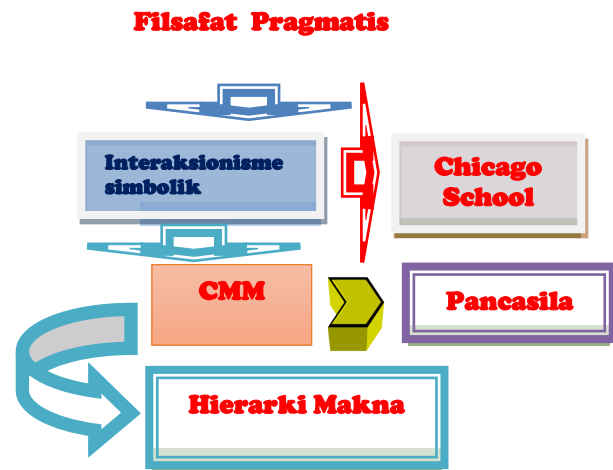 Filsafat Pragmatis
Interaksionisme
simbolik
Chicago
School
CMM
Pancasila
Hierarki Makna